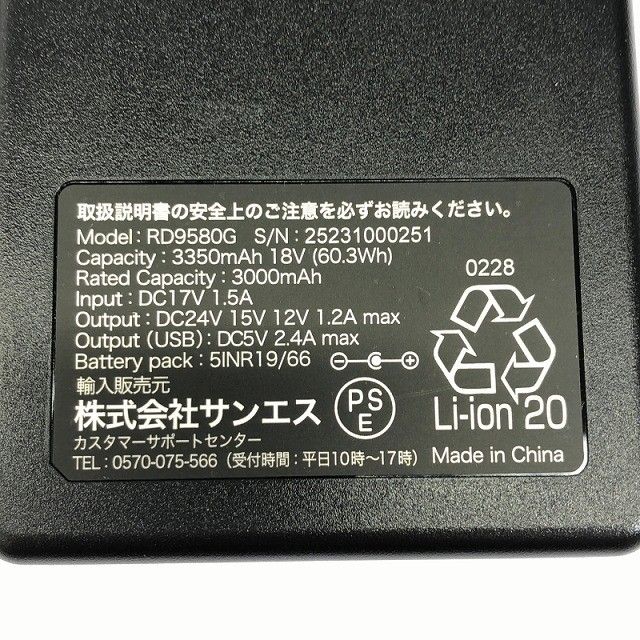 取扱説明書の安全上のご注意を必ずお読みください。
Model : RD9580G S/N : 25231000251
Capacity : 3350mAh 18V (60.3Wh)
Rated Capacity : 3000mAh
Input : DC17V 1.5A
Output : DC24V 15V 12V 1.2A max
Output (USB) : DC5V 2.4A max
Battery pack : 5INR19/66
輸入販売元
株式会社サンエス
カスタマーサポートセンター
TEL : 0570-075-566 (受付時間 : 平日10時~17時)
PS
E
0228
Li-ion 20
Made in China